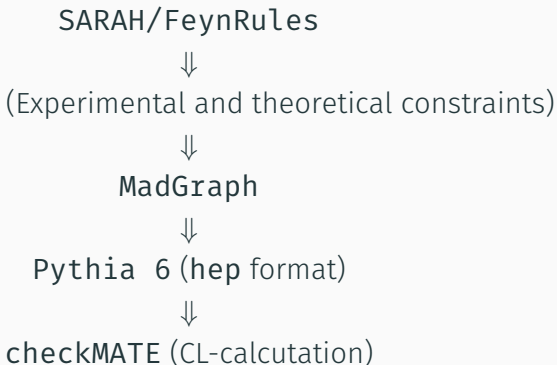 SARAH/FeynRules
⇓
(Experimental and theoretical constraints)
⇓
MadGraph
⇓
Pythia 6 (hep format)
⇓
checkMATE (CL-calcutation)